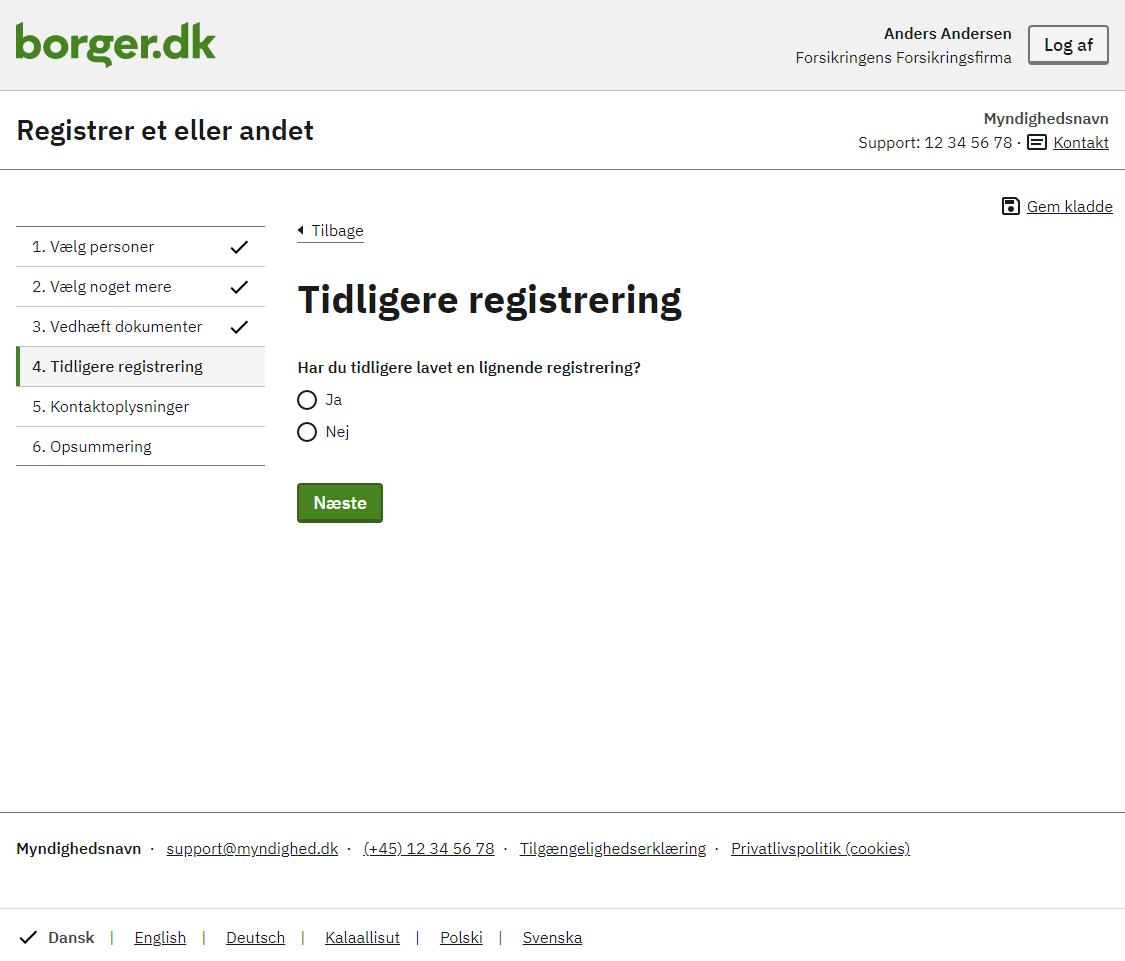 borger.dk
Anders Andersen
Forsikringens Forsikringsfirma
Log af
Registrer et eller andet
Myndighedsnavn
Support: 12 34 56 78 · Kontakt
Gem kladde
1. Vælg personer
2. Vælg noget mere
3. Vedhæft dokumenter
4. Tidligere registrering
5. Kontaktoplysninger
6. Opsummering
Tilbage
Tidligere registrering
Har du tidligere lavet en lignende registrering?
Ja
Nej
Næste
Myndighedsnavn · support@myndighed.dk · (+45) 12 34 56 78 · Tilgængelighedserklæring · Privatlivspolitik (cookies)
Dansk | English | Deutsch | Kalaallisut | Polski | Svenska